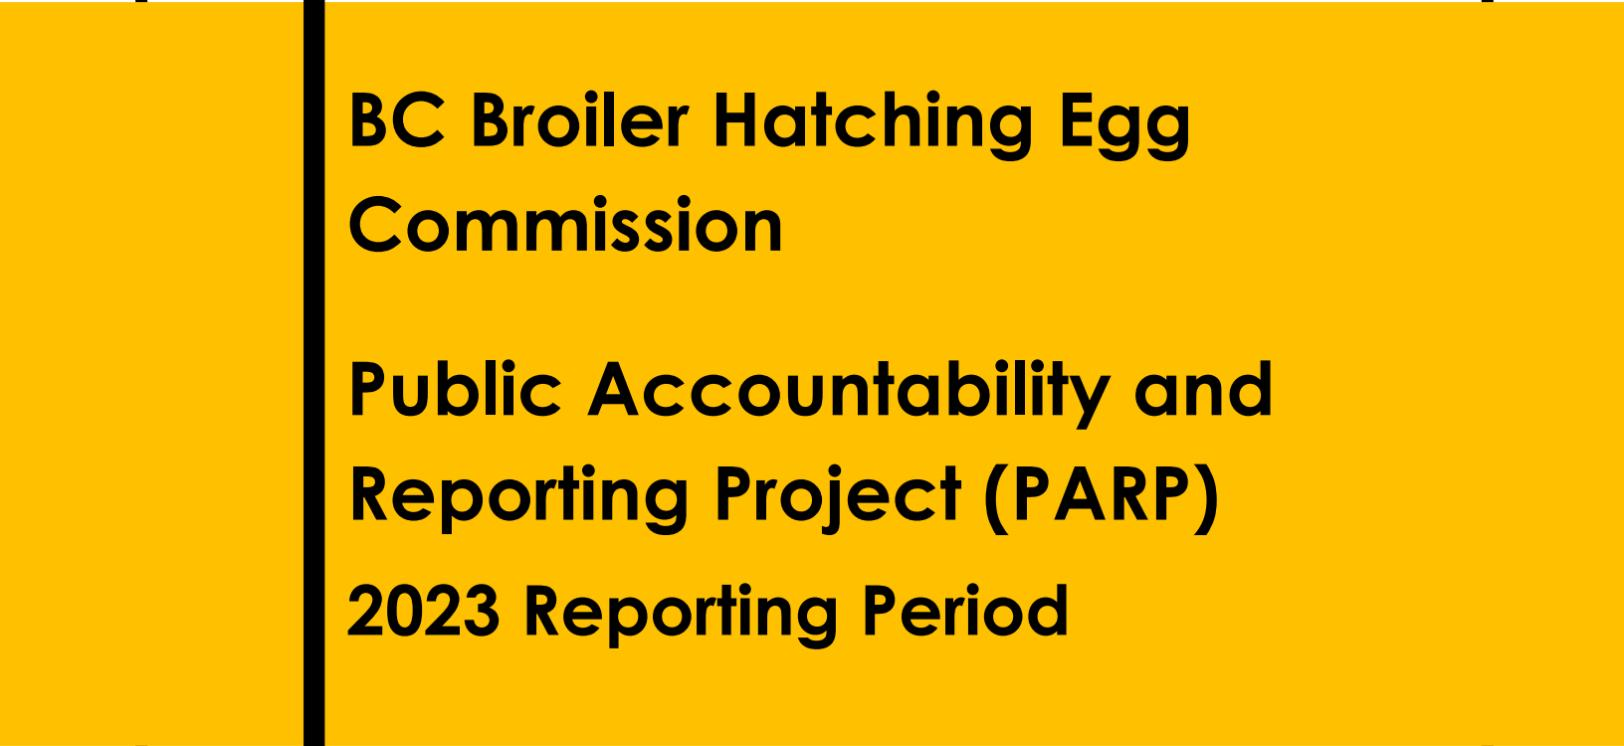 BC Broiler Hatching Egg
Commission
Public Accountability and
Reporting Project (PARP)
2023 Reporting Period